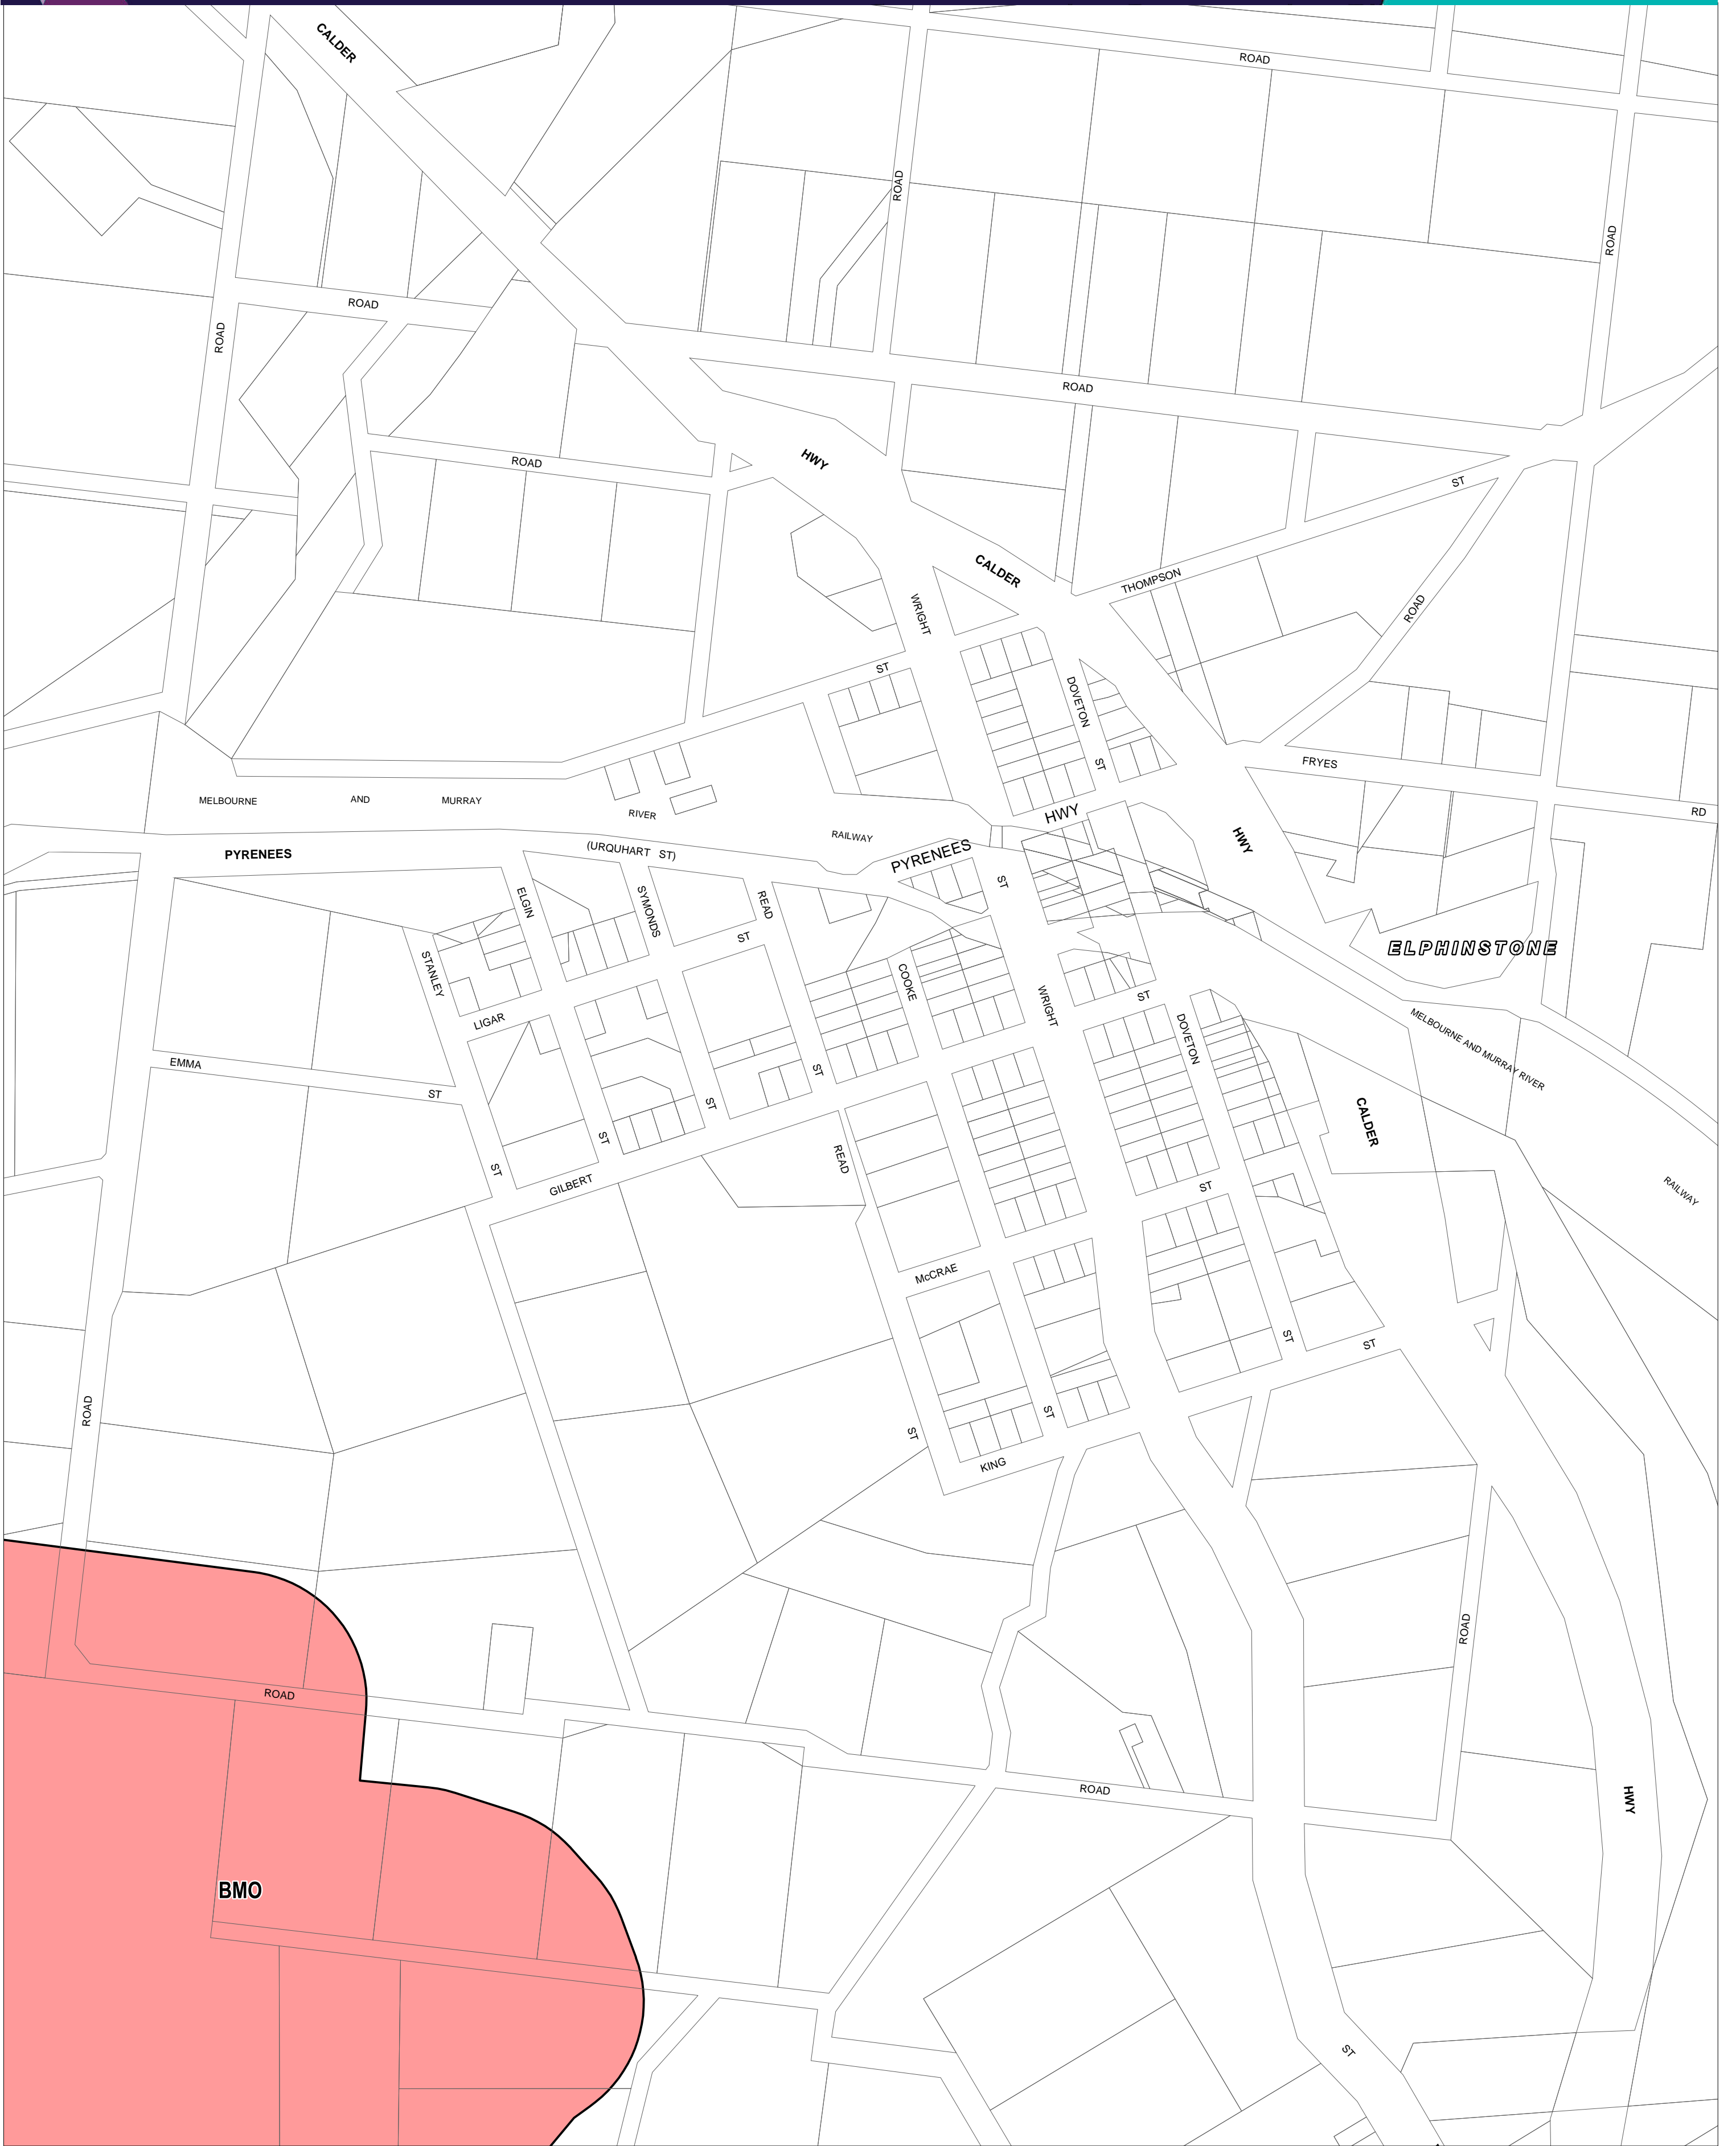 CALDER
ROAD
ROAD
ROAD
ROAD
ROAD
ROAD
ROAD
HWY
ROAD
ST
CALDER
THOMPSON
WRIGHT
ROAD
ST
DOVETON
ST
FRYES
RD
MELBOURNE AND MURRAY
RIVER
RAILWAY
HWY
HWY
PYRENEES
(URQUHART ST)
PYRENEES
ST
ELGIN
SYMONDS
READ
ST
ELPHINSTONE
STANLEY
COOKE
WRIGHT
ST
LIGAR
DOVETON
MELBOURNE AND MURRAY RIVER
EMMA
ST
ST
ST
CALDER
ST
ST
READ
GILBERT
ST
RAILWAY
McCRAE
ST
ST
ROAD
ST
ST
KING
ROAD
ROAD
ROAD
HWY
BMO
ST